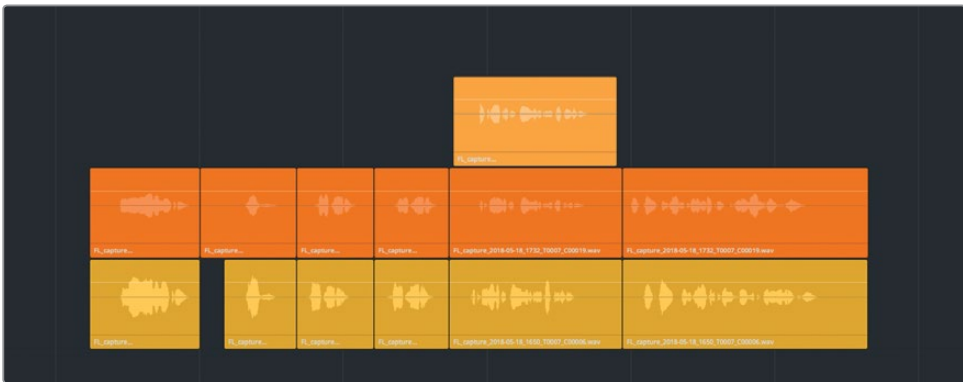 FL_capture...
FL_capture...
FL_capture...
FL_capture...
FL_capture...
FL_capture_2018-05-18_1732_T0007_C00019.wav
FL_capture_2018-05-18_1732_T0007_C00019.wav
FL_capture...
FL_capture...
FL_capture...
FL_capture...
FL_capture_2018-05-18_1650_T0007_C00006.wav
FL_capture_2018-05-18_1650_T0007_C00006.wav